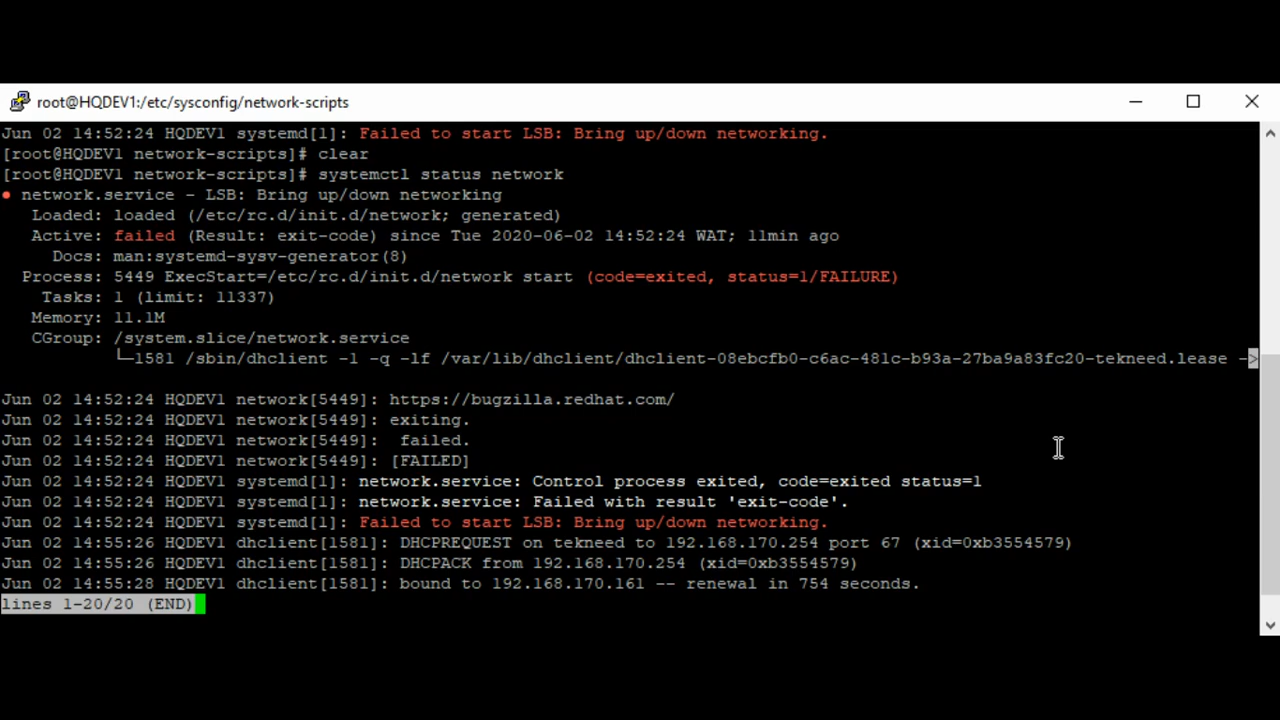 root@HQDEV1:/etc/sysconfig/network-scripts
Jun 02 14:52:24 HQDEV1 systemd[1]: Failed to start LSB: Bring up/down networking.
[root@HQDEV1 network-scripts]# clear
[root@HQDEV1 network-scripts]# systemctl status network
● network.service - LSB: Bring up/down networking
Loaded: loaded (/etc/rc.d/init.d/network; generated)
Active: failed (Result: exit-code) since Tue 2020-06-02 14:52:24 WAT; 11min ago
Docs: man:systemd-sysv-generator(8)
Process: 5449 ExecStart=/etc/rc.d/init.d/network start (code=exited, status=1/FAILURE)
Tasks: 1 (limit: 11337)
Memory: 11.1M
CGroup: /system.slice/network.service
└─1581 /sbin/dhclient -1 -q -lf /var/lib/dhclient/dhclient-08ebcfb0-c6ac-481c-b93a-27ba9a83fc20-tekneed.lease ->
Jun 02 14:52:24 HQDEV1 network[5449]: https://bugzilla.redhat.com/
Jun 02 14:52:24 HQDEV1 network[5449]: exiting.
Jun 02 14:52:24 HQDEV1 network[5449]:  failed.
Jun 02 14:52:24 HQDEV1 network[5449]: [FAILED]
Jun 02 14:52:24 HQDEV1 systemd[1]: network.service: Control process exited, code=exited status=1
Jun 02 14:52:24 HQDEV1 systemd[1]: network.service: Failed with result 'exit-code'.
Jun 02 14:52:24 HQDEV1 systemd[1]: Failed to start LSB: Bring up/down networking.
Jun 02 14:55:26 HQDEV1 dhclient[1581]: DHCPREQUEST on tekneed to 192.168.170.254 port 67 (xid=0xb3554579)
Jun 02 14:55:26 HQDEV1 dhclient[1581]: DHCPACK from 192.168.170.254 (xid=0xb3554579)
Jun 02 14:55:28 HQDEV1 dhclient[1581]: bound to 192.168.170.161 -- renewal in 754 seconds.
lines 1-20/20 (END)